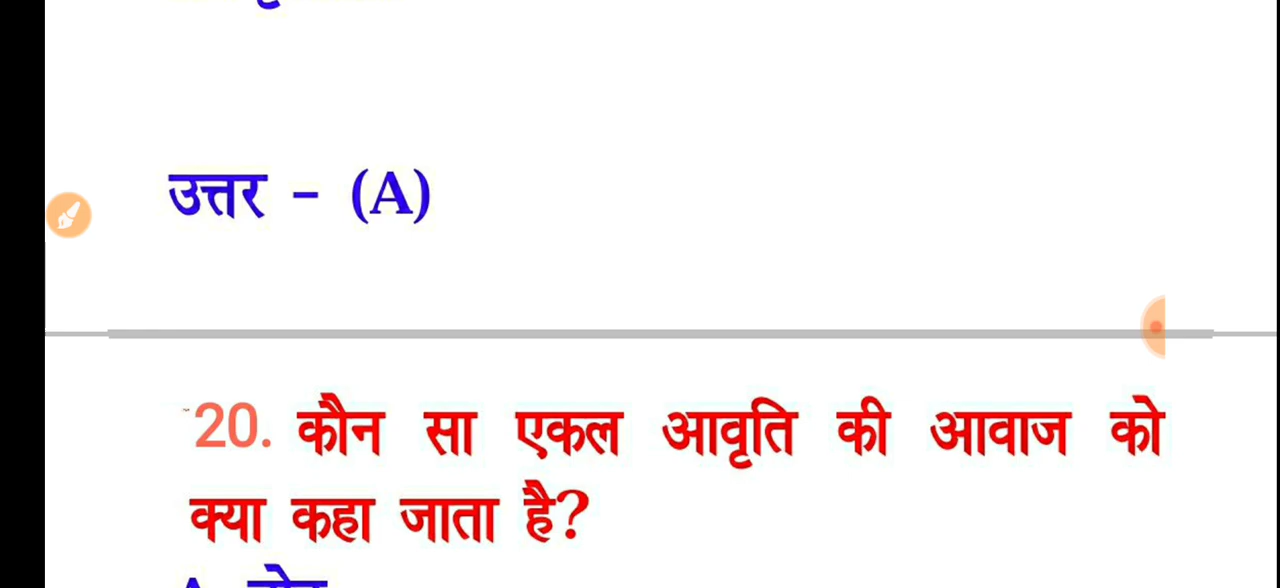 उत्तर – (A)
20. कौन सा एकल आवृति की आवाज को
क्या कहा जाता है?